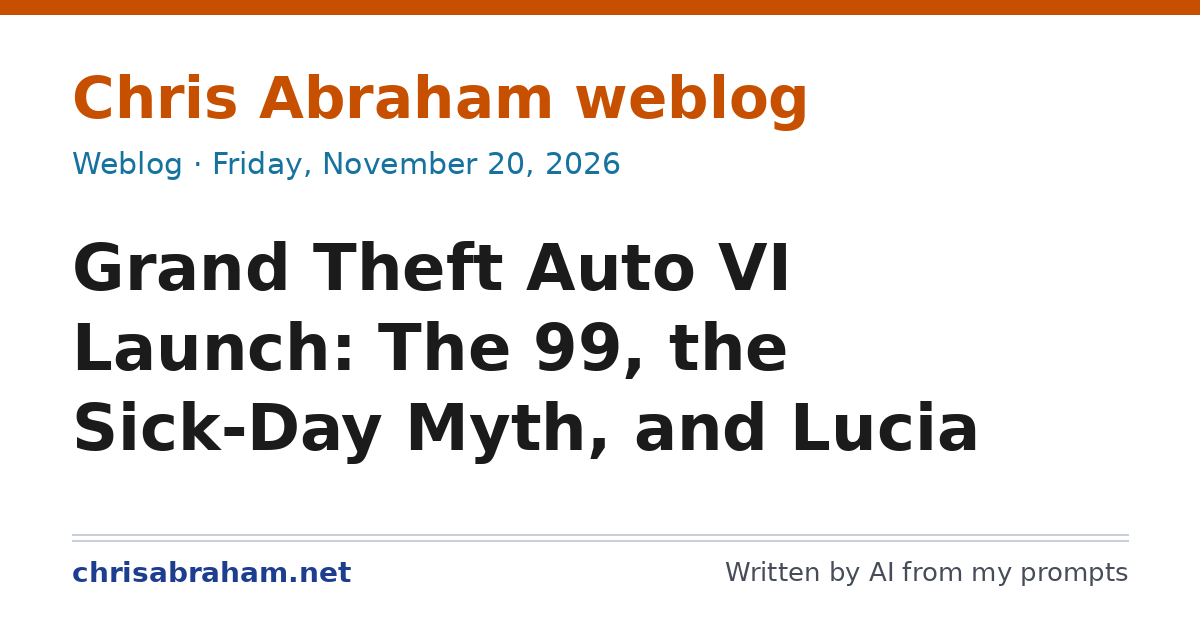 Chris Abraham weblog
Weblog · Friday, November 20, 2026
Grand Theft Auto VI
Launch: The 99, the
Sick-Day Myth, and Lucia
chrisabraham.net
Written by AI from my prompts